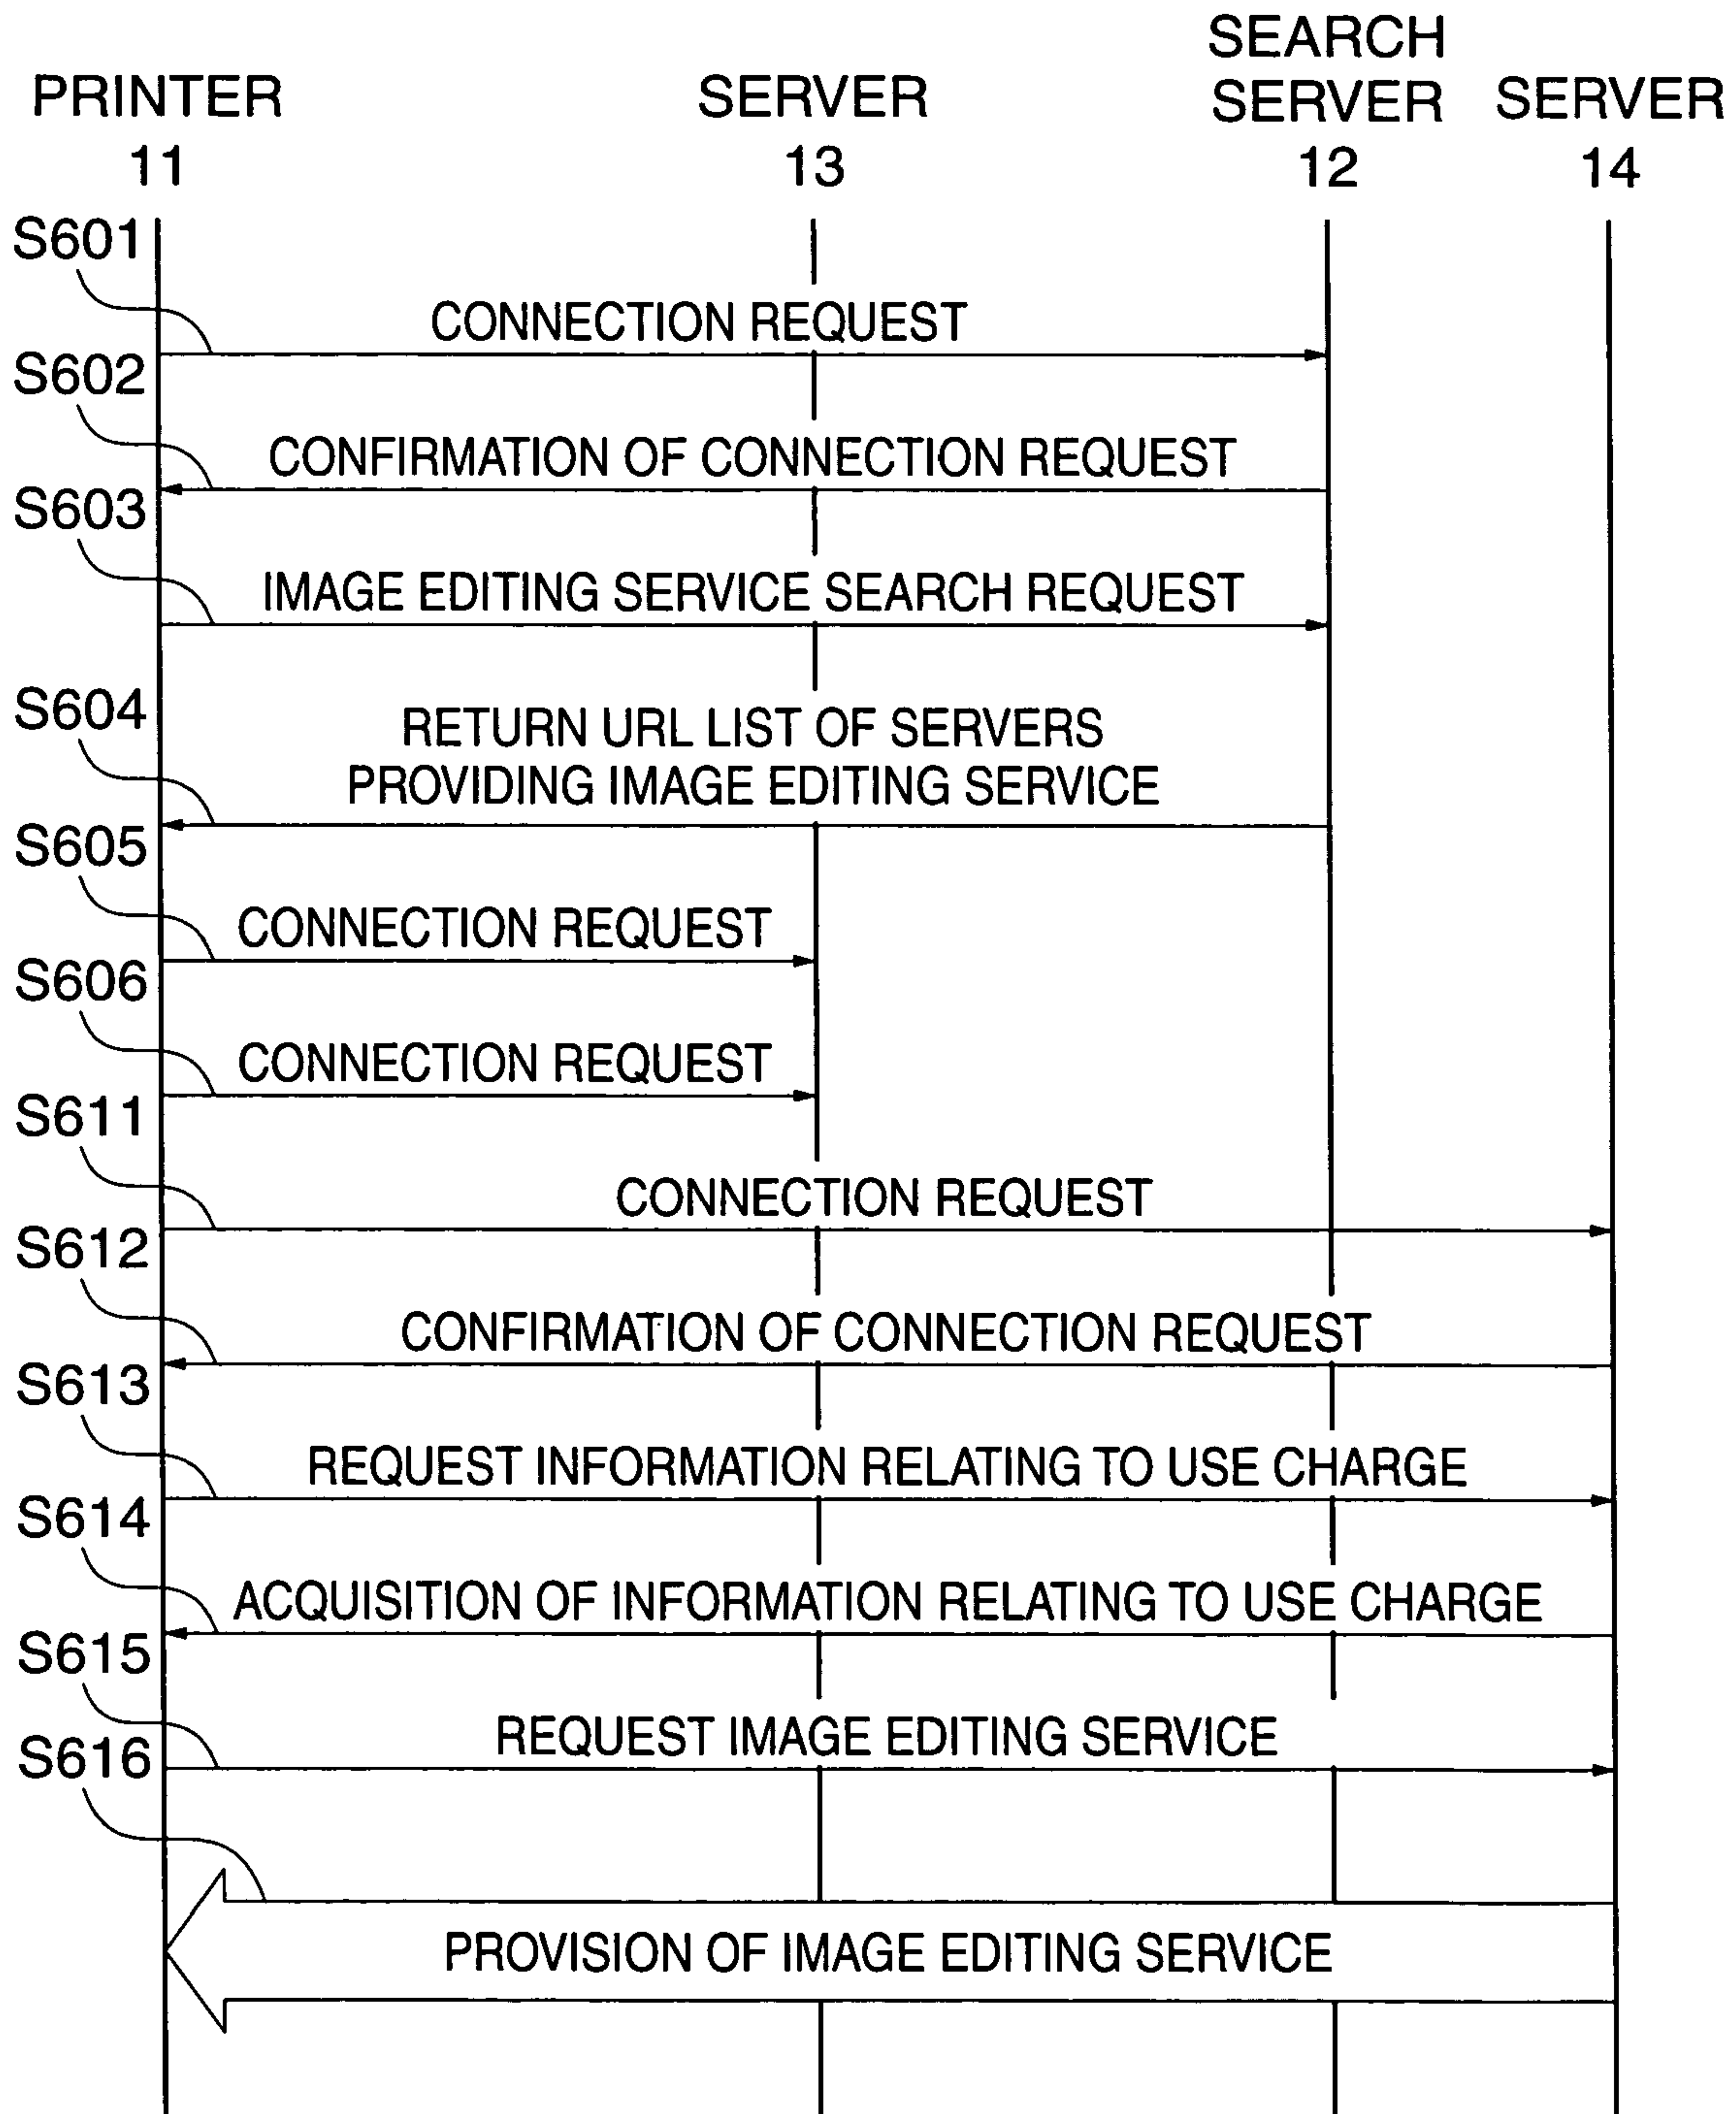 SEARCH
PRINTER SERVER SERVER SERVER
11 13 12 14
S601
CONNECTION REQUEST
S602
CONFIRMATION OF CONNECTION REQUEST
S603
IMAGE EDITING SERVICE SEARCH REQUEST
S604
RETURN URL LIST OF SERVERS
PROVIDING IMAGE EDITING SERVICE
S605
CONNECTION REQUEST
S606
CONNECTION REQUEST
S611
CONNECTION REQUEST
S612
CONFIRMATION OF CONNECTION REQUEST
S613
REQUEST INFORMATION RELATING TO USE CHARGE
S614
ACQUISITION OF INFORMATION RELATING TO USE CHARGE
S615
REQUEST IMAGE EDITING SERVICE
S616
PROVISION OF IMAGE EDITING SERVICE